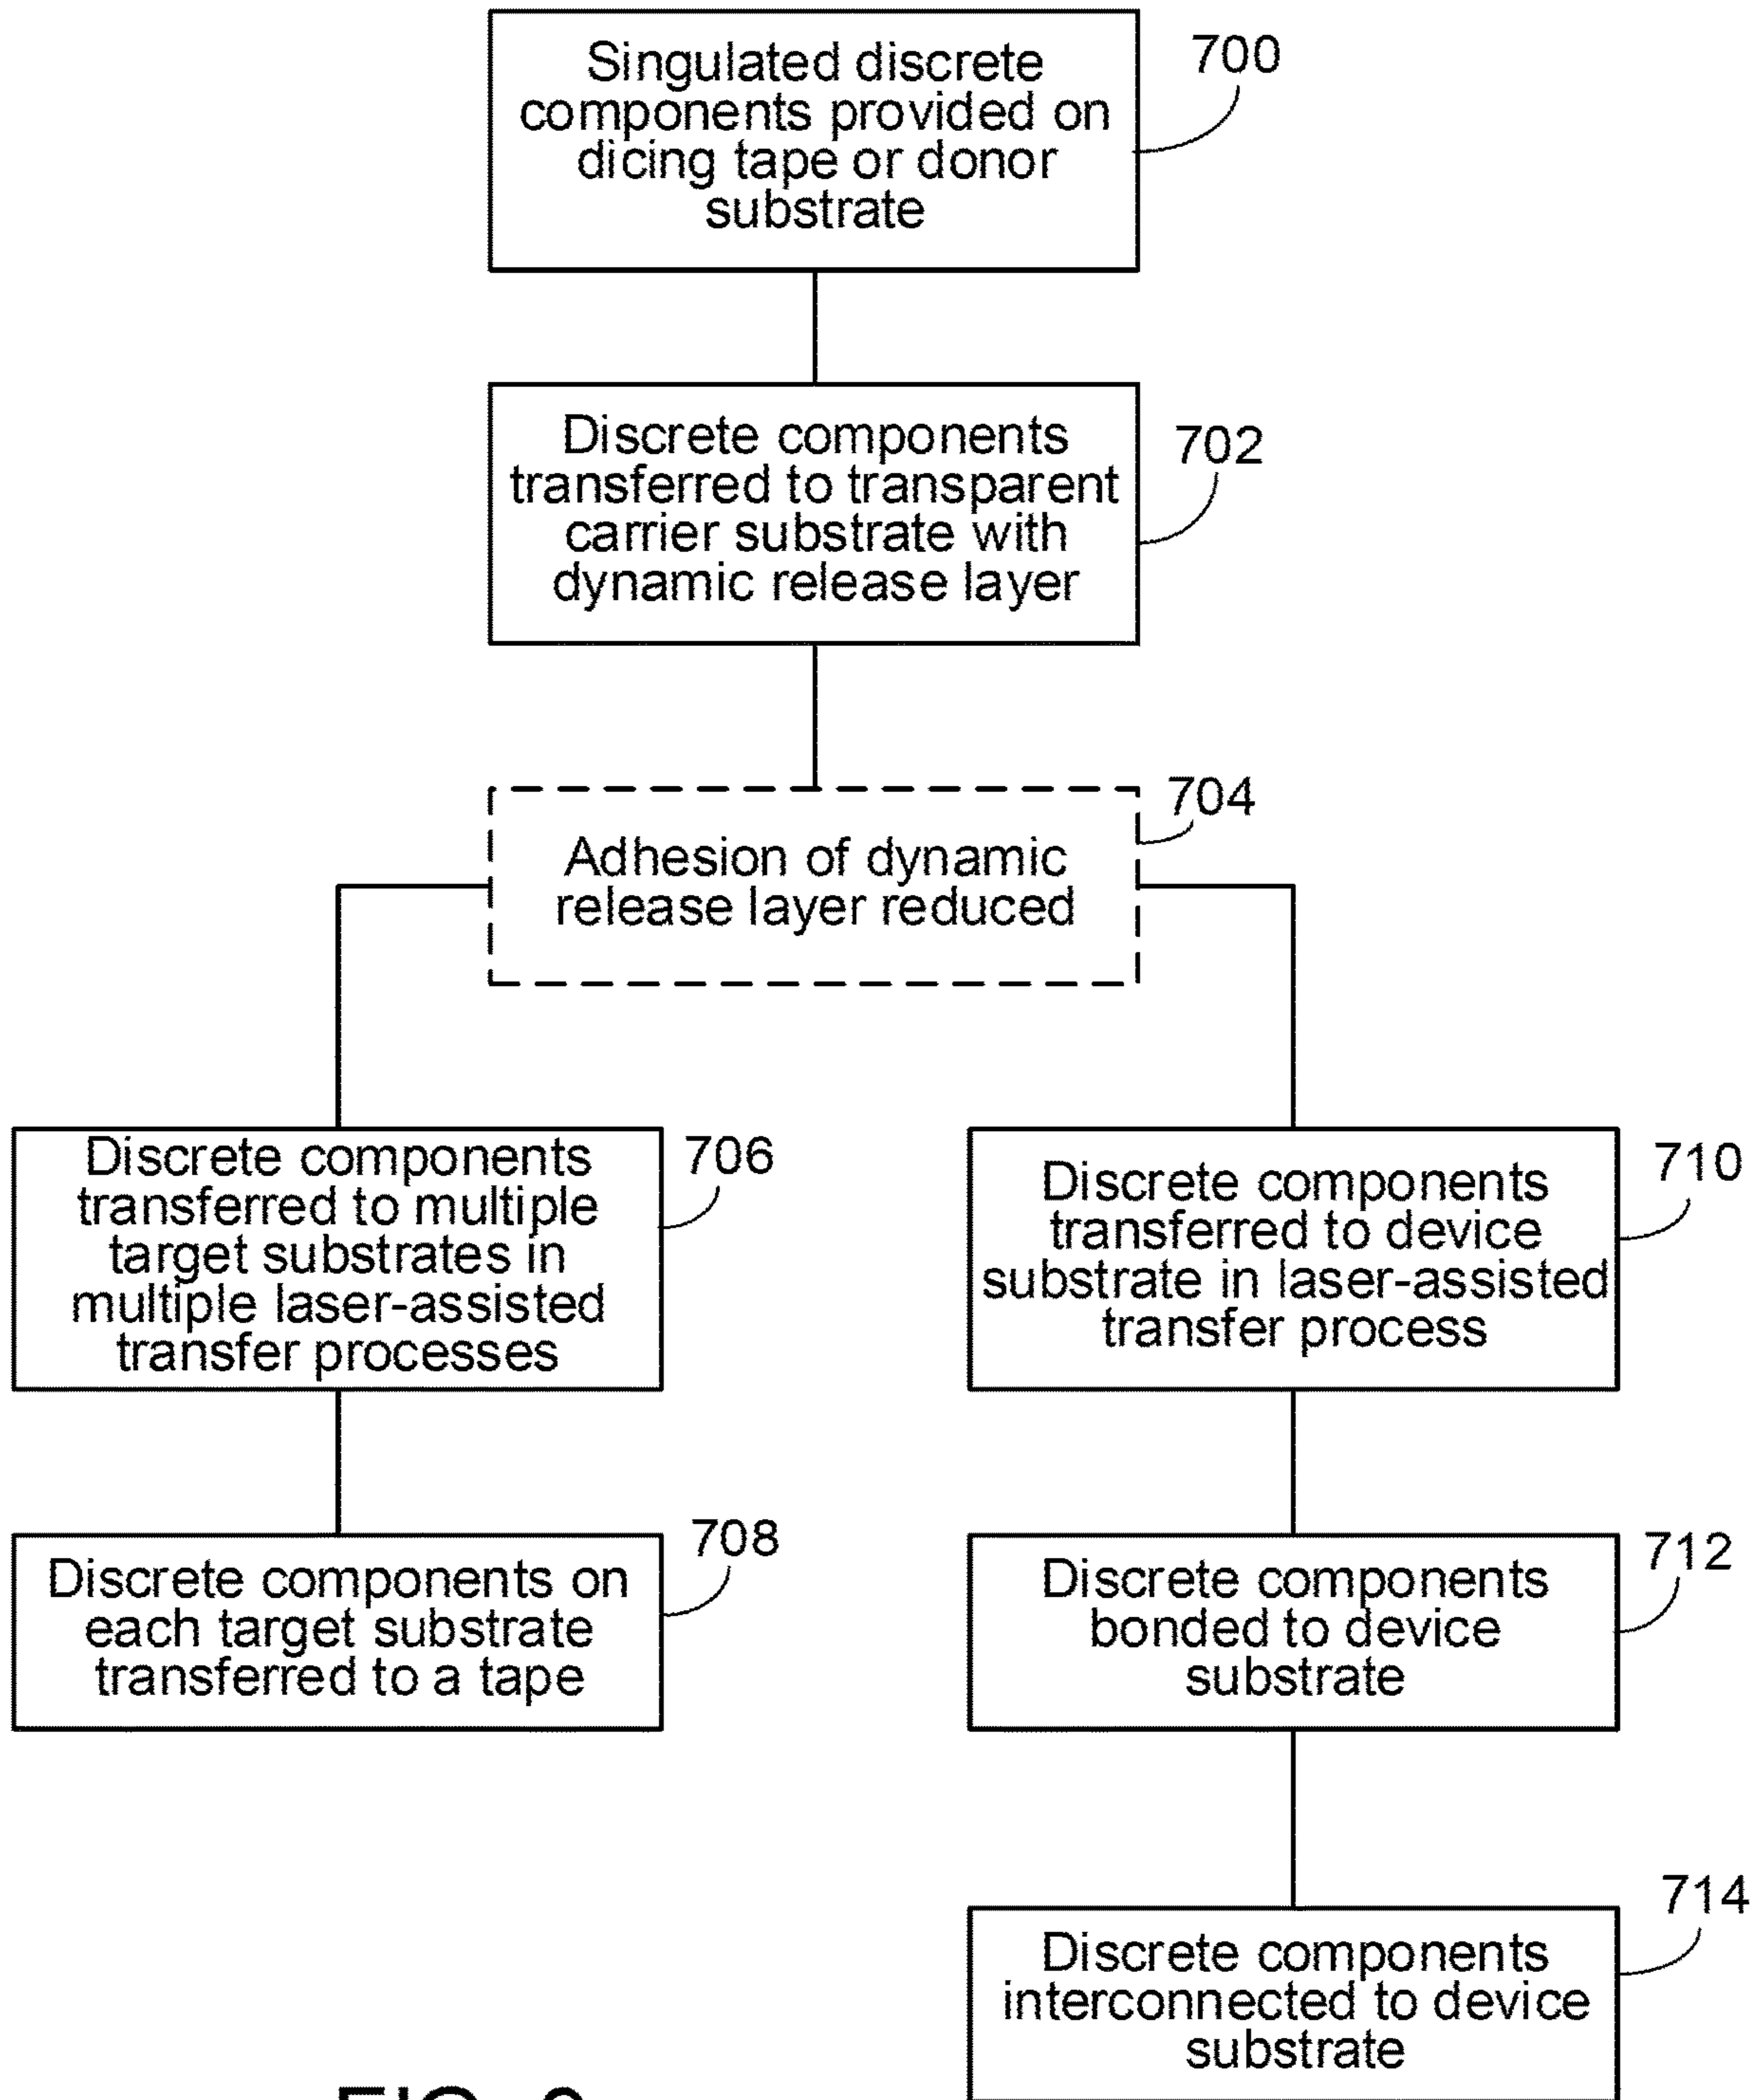 Singulated discrete
components provided on
dicing tape or donor
substrate
700
Discrete components
transferred to transparent
carrier substrate with
dynamic release layer
702
Adhesion of dynamic
release layer reduced
704
Discrete components
transferred to multiple
target substrates in
multiple laser-assisted
transfer processes
706
Discrete components
transferred to device
substrate in laser-assisted
transfer process
710
Discrete components on
each target substrate
transferred to a tape
708
Discrete components
bonded to device
substrate
712
Discrete components
interconnected to device
substrate
714
FIG.